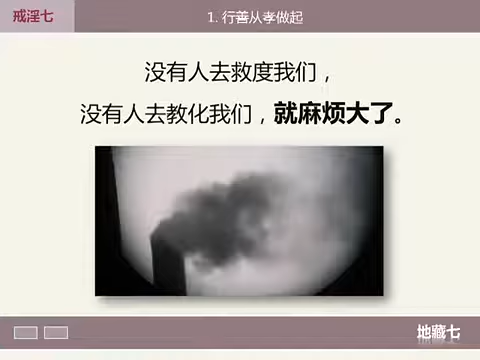 戒淫七
1. 行善从孝做起
没有人去救度我们，
没有人去教化我们，就麻烦大了。
地藏七